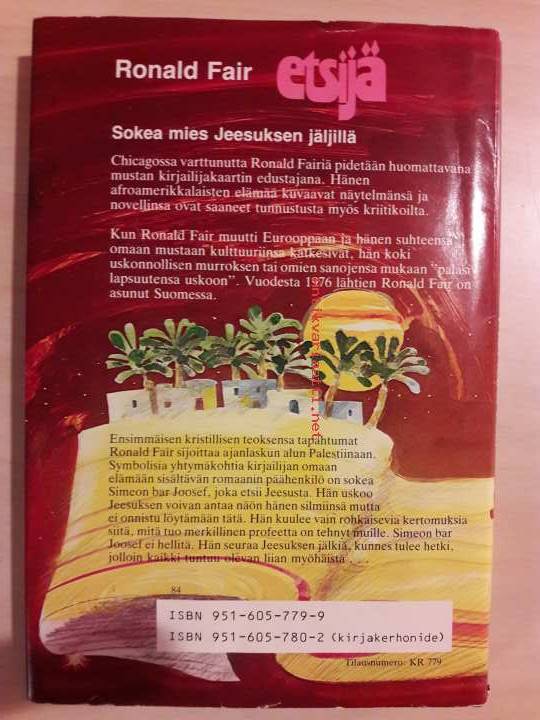 Ronald Fair etsijä
Sokea mies Jeesuksen jäljillä
Chicagossa varttunutta Ronald Fairiä pidetään huomattavana
mustan kirjailijakaartin edustajana. Hänen
afroamerikkalaisten elämää kuvaavat näytelmänsä ja
novellinsa ovat saaneet tunnustusta myös kriitikoilta.
Kun Ronald Fair muutti Eurooppaan ja hänen suhteensa
omaan mustaan kulttuuriinsa katkesivat, hän koki
uskonnollisen murroksen tai omien sanojensa mukaan "palasi
lapsuutensa uskoon". Vuodesta 1976 lähtien Ronald Fair on
asunut Suomessa.
Ensimmäisen kristillisen teoksensa tapahtumat
Ronald Fair sijoittaa ajanlaskun alun Palestiinaan.
Symbolisia yhtymäkohtia kirjailijan omaan
elämään sisältävän romaanin päähenkilö on sokea
Simeon bar Joosef, joka etsii Jeesusta. Hän uskoo
Jeesuksen voivan antaa näön hänen silmiinsä mutta
ei onnistu löytämään tätä. Hän kuulee vain rohkaisevia kertomuksia
siitä, mitä tuo merkillinen profeetta on tehnyt muille. Simeon bar
Joosef ei hellitä. Hän seuraa Jeesuksen jälkiä, kunnes tulee hetki,
jolloin kaikki tuntuu olevan liian myöhäistä . . .
84
ISBN 951-605-779-9
ISBN 951-605-780-2 (kirjakerhonide)
Tilausnumero: KR 779